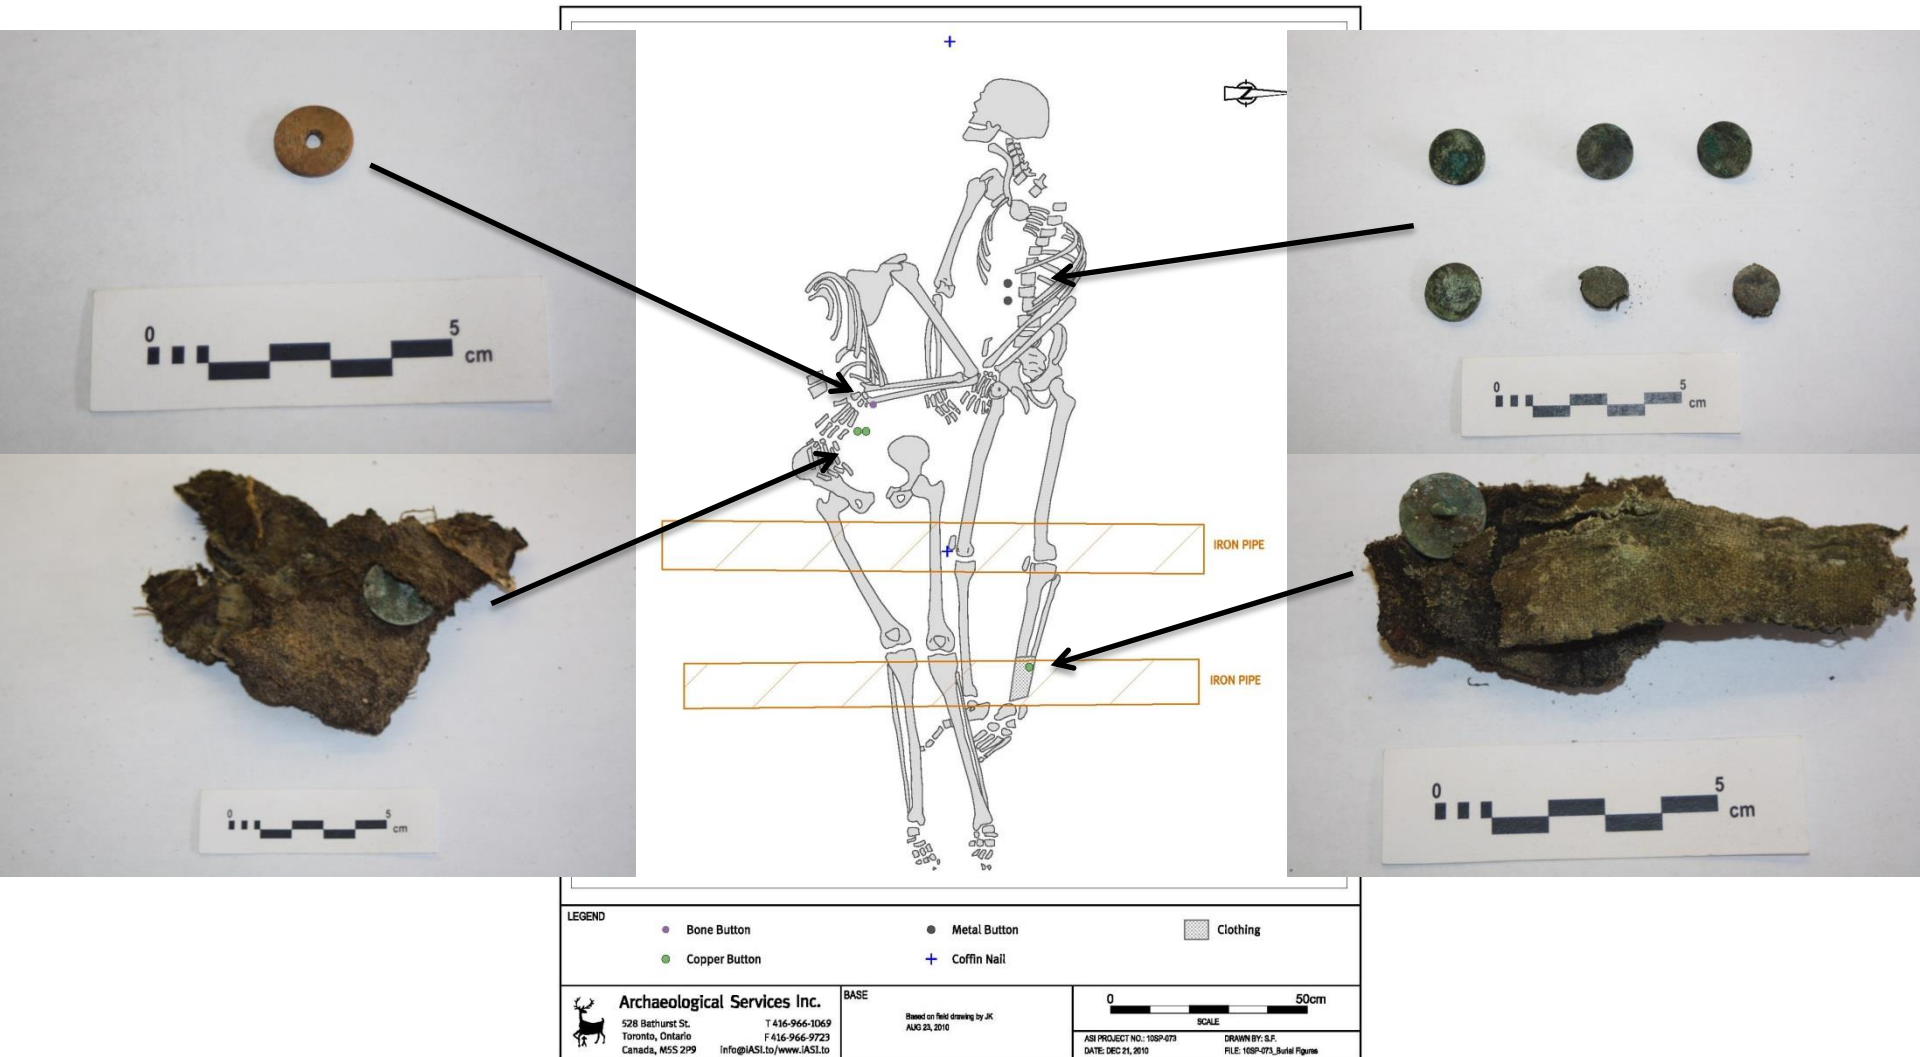 0 5
cm
0 5
cm
0 5
cm
0 5
cm
Z
IRON PIPE
IRON PIPE
LEGEND
Bone Button
Metal Button
Clothing
Copper Button
Coffin Nail
Archaeological Services Inc.
528 Bathurst St. T 416-966-1069
Toronto, Ontario F 416-966-9723
Canada, M5S 2P9 info@iASI.to/www.iASI.to
BASE
Based on field drawing by JK
AUG 23, 2010
0 50cm
SCALE
ASI PROJECT NO.: 10SP-073 DRAWN BY: S.F.
DATE: DEC 21, 2010 FILE: 10SP-073_Burial Figures